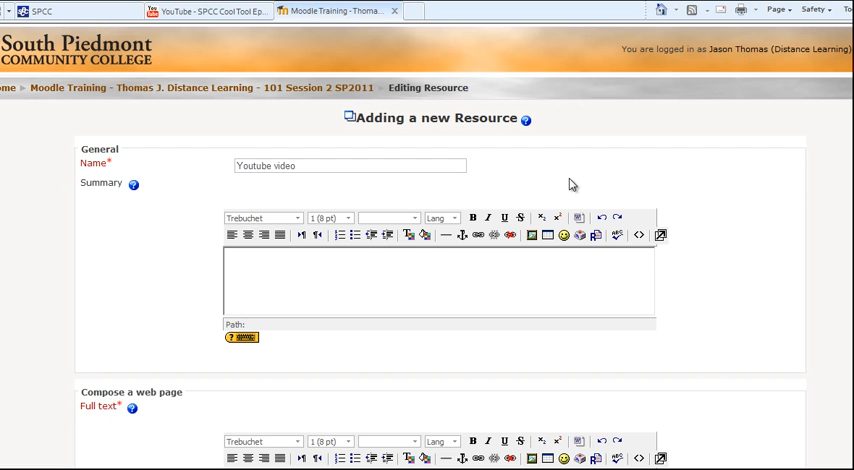 SPCC
YouTube - SPCC Cool Tool Ep...
Moodle Training - Thoma...
Page
Safety
South Piedmont
COMMUNITY COLLEGE
You are logged in as Jason Thomas (Distance Learning)
ome ► Moodle Training - Thomas J. Distance Learning - 101 Session 2 SP2011 ► Editing Resource
Adding a new Resource
General
Name*
Youtube video
Summary
Trebuchet 1 (8 pt) Lang B I U S
Path:
Compose a web page
Full text*
Trebuchet 1 (8 pt) Lang B I U S